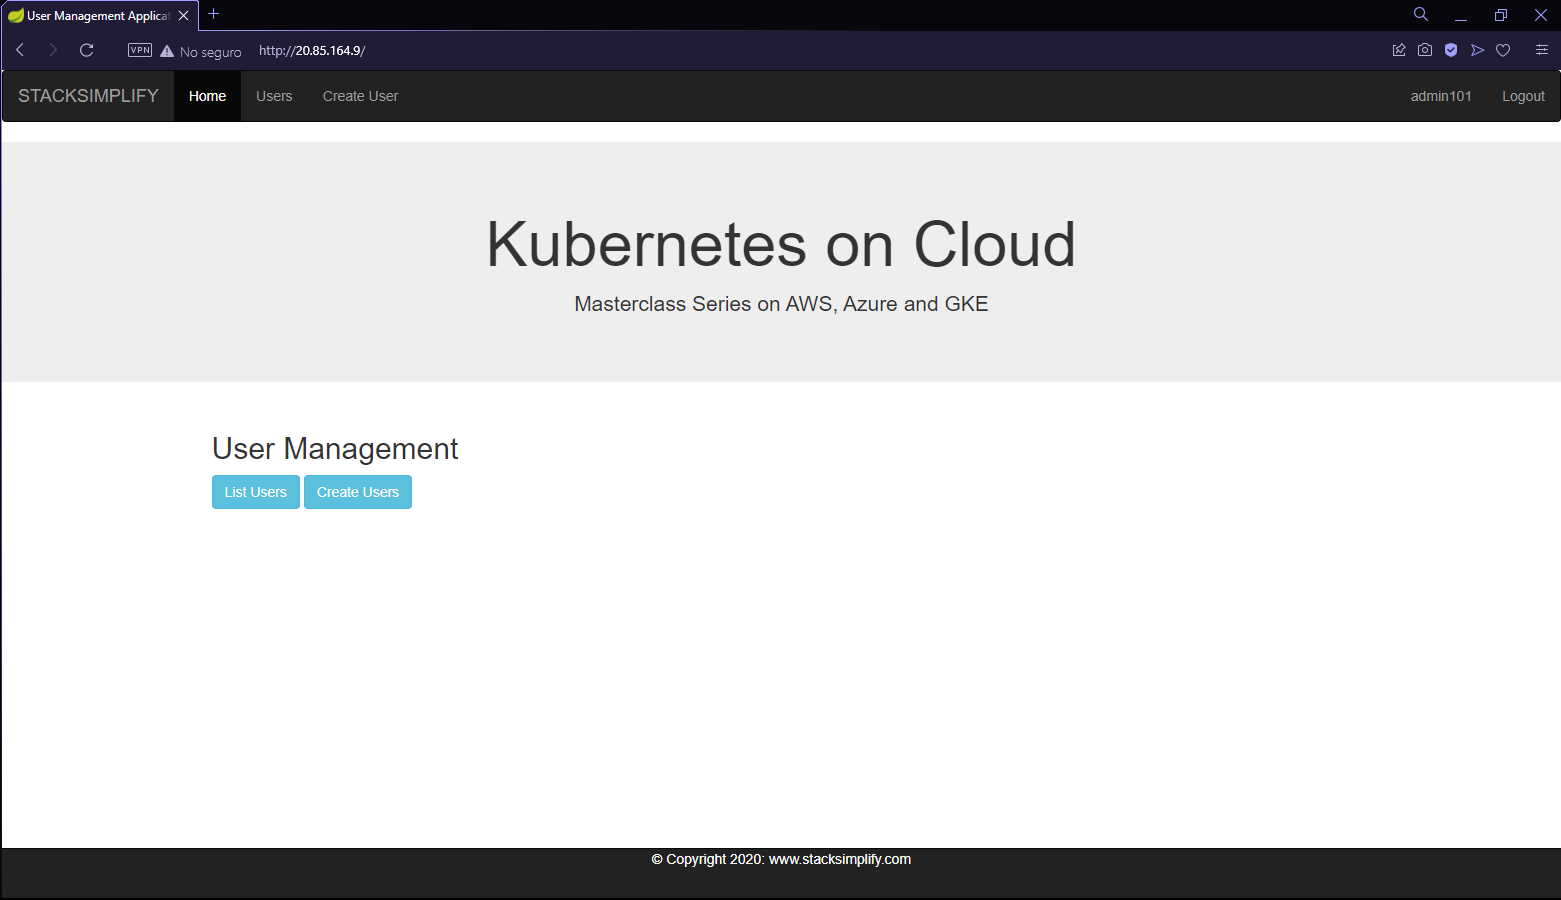 User Management Applicat
VPN No seguro http://20.85.164.9/
STACKSIMPLIFY Home Users Create User admin101 Logout
Kubernetes on Cloud
Masterclass Series on AWS, Azure and GKE
User Management
List Users Create Users
© Copyright 2020: www.stacksimplify.com